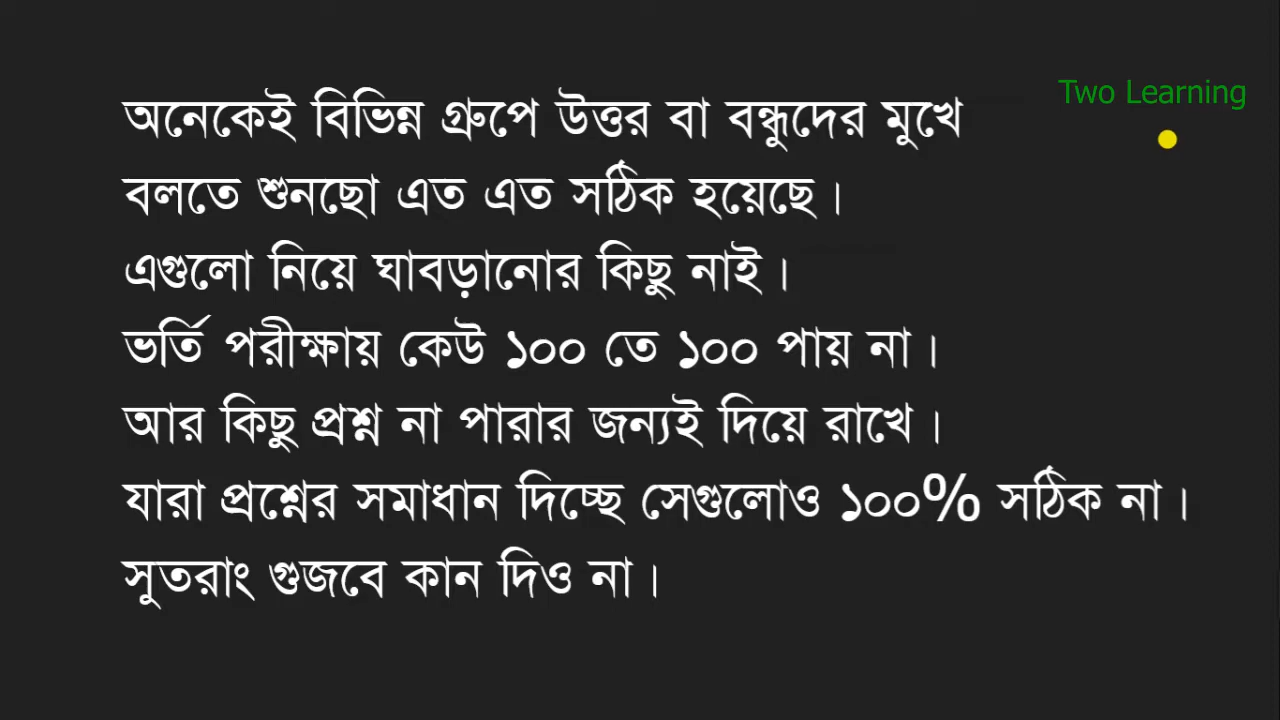 Two Learning
অনেকেই বিভিন্ন গ্রুপে উত্তর বা বন্ধুদের মুখে
বলতে শুনছো এত এত সঠিক হয়েছে।
এগুলো নিয়ে ঘাবড়ানোর কিছু নাই।
ভর্তি পরীক্ষায় কেউ ১০০ তে ১০০ পায় না।
আর কিছু প্রশ্ন না পারার জন্যই দিয়ে রাখে।
যারা প্রশ্নের সমাধান দিচ্ছে সেগুলোও ১০০% সঠিক না।
সুতরাং গুজবে কান দিও না।